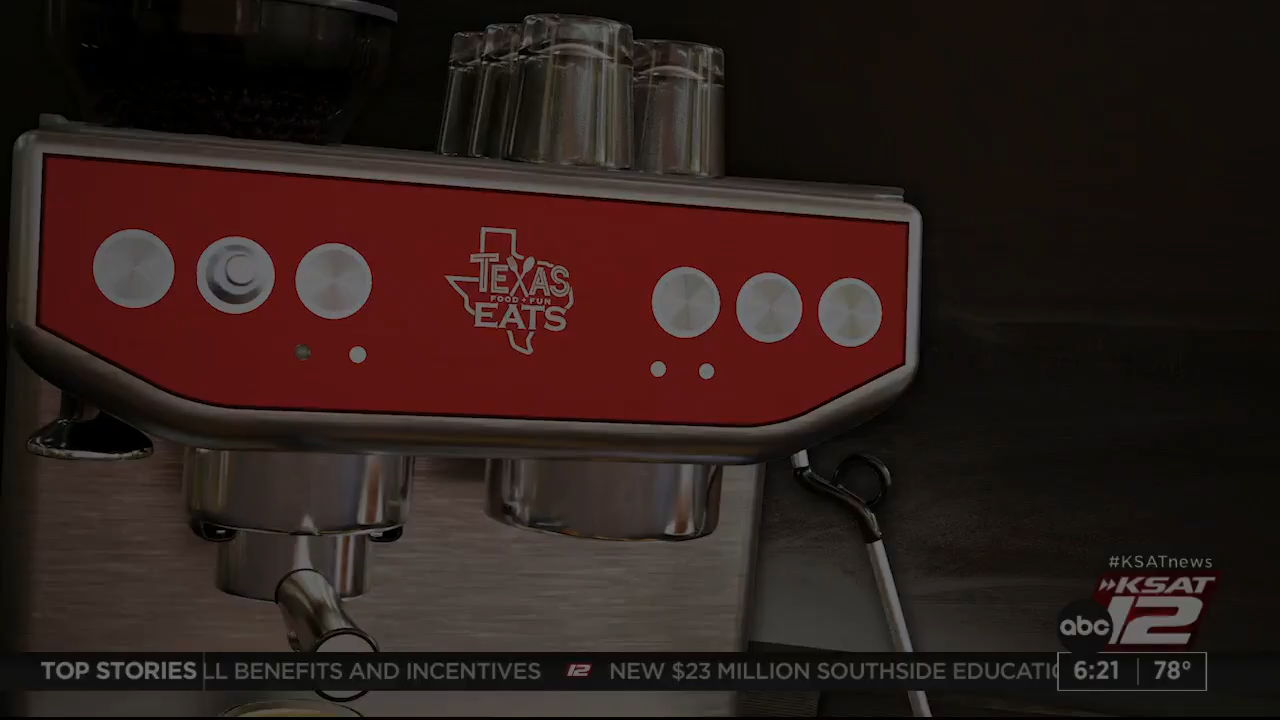 TEXAS
FOOD + FUN
EATS
#KSATnews
KSAT
abc 12
TOP STORIES LL BENEFITS AND INCENTIVES 12 NEW $23 MILLION SOUTHSIDE EDUCATIO
6:21 78°